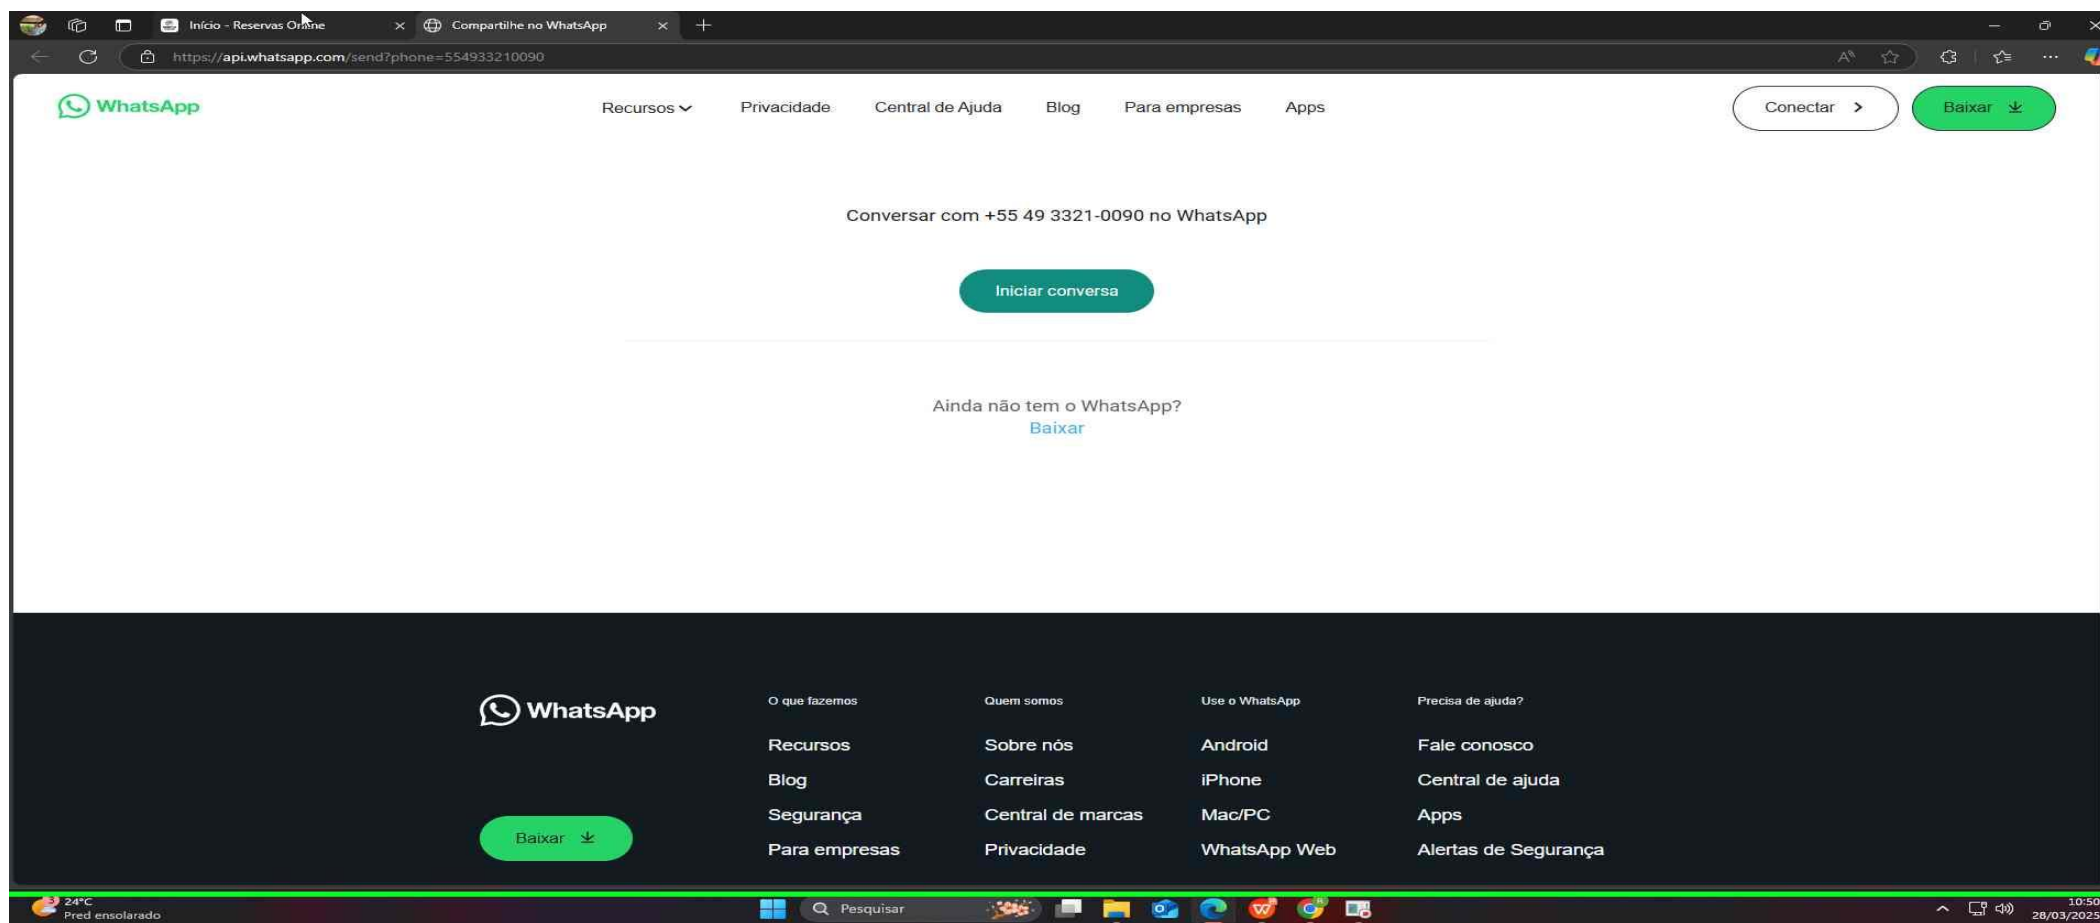 Início - Reservas Online
Compartilhe no WhatsApp
https://api.whatsapp.com/send?phone=554933210090
WhatsApp
Recursos
Privacidade
Central de Ajuda
Blog
Para empresas
Apps
Conectar
Baixar
Conversar com +55 49 3321-0090 no WhatsApp
Iniciar conversa
Ainda não tem o WhatsApp?
Baixar
WhatsApp
Baixar
O que fazemos
Recursos
Blog
Segurança
Para empresas
Quem somos
Sobre nós
Carreiras
Central de marcas
Privacidade
Use o WhatsApp
Android
iPhone
Mac/PC
WhatsApp Web
Precisa de ajuda?
Fale conosco
Central de ajuda
Apps
Alertas de Segurança
3
24°C
Pred ensolarado
Pesquisar
10:50
28/03/2025